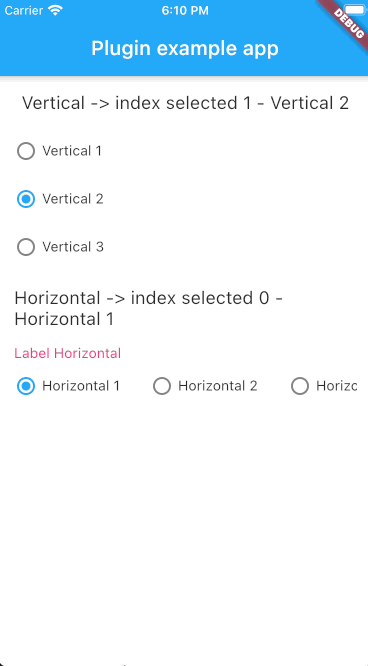 Carrier 6:10 PM
DEBUG
Plugin example app
Vertical -> index selected 1 - Vertical 2
Vertical 1
Vertical 2
Vertical 3
Horizontal -> index selected 0 -
Horizontal 1
Label Horizontal
Horizontal 1 Horizontal 2 Horizc